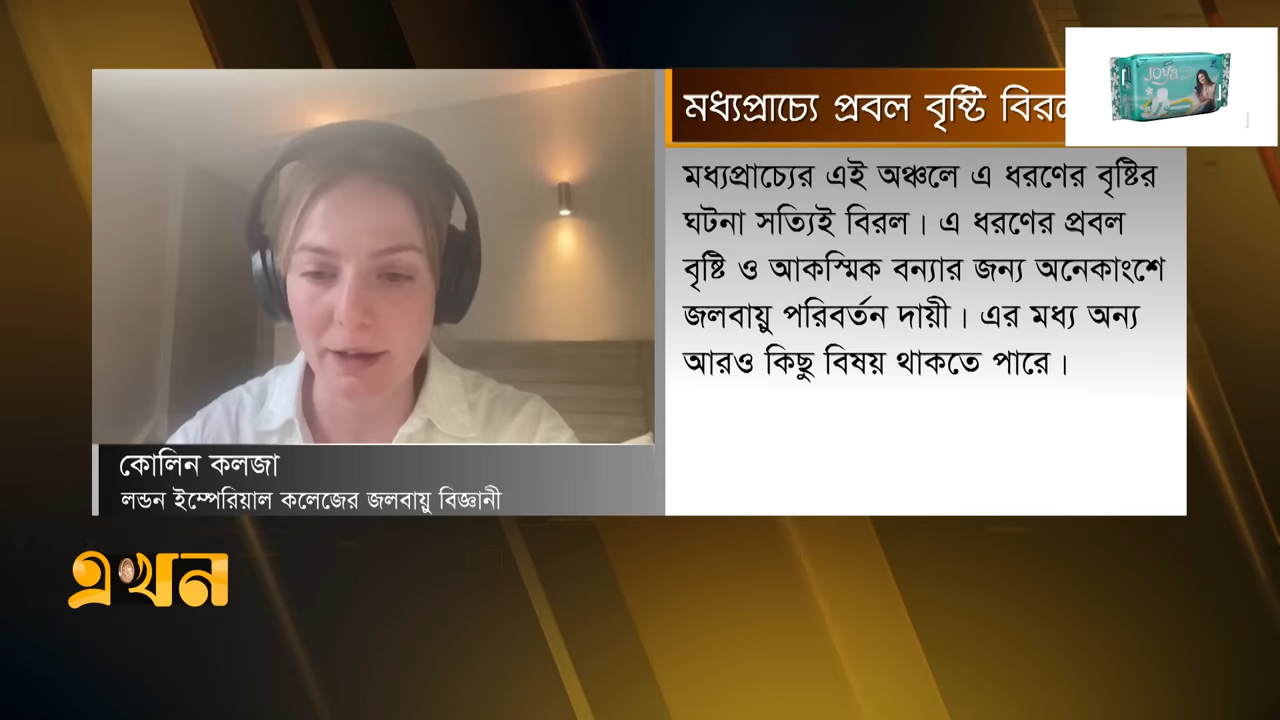 মধ্যপ্রাচ্যে প্রবল বৃষ্টি
Joya
মধ্যপ্রাচ্যের এই অঞ্চলে এ ধরণের বৃষ্টির
ঘটনা সত্যিই বিরল। এ ধরণের প্রবল
বৃষ্টি ও আকস্মিক বন্যার জন্য অনেকাংশে
জলবায়ু পরিবর্তন দায়ী। এর মধ্য অন্য
আরও কিছু বিষয় থাকতে পারে।
কোলিন কলজা
লন্ডন ইম্পেরিয়াল কলেজের জলবায়ু বিজ্ঞানী
এখন